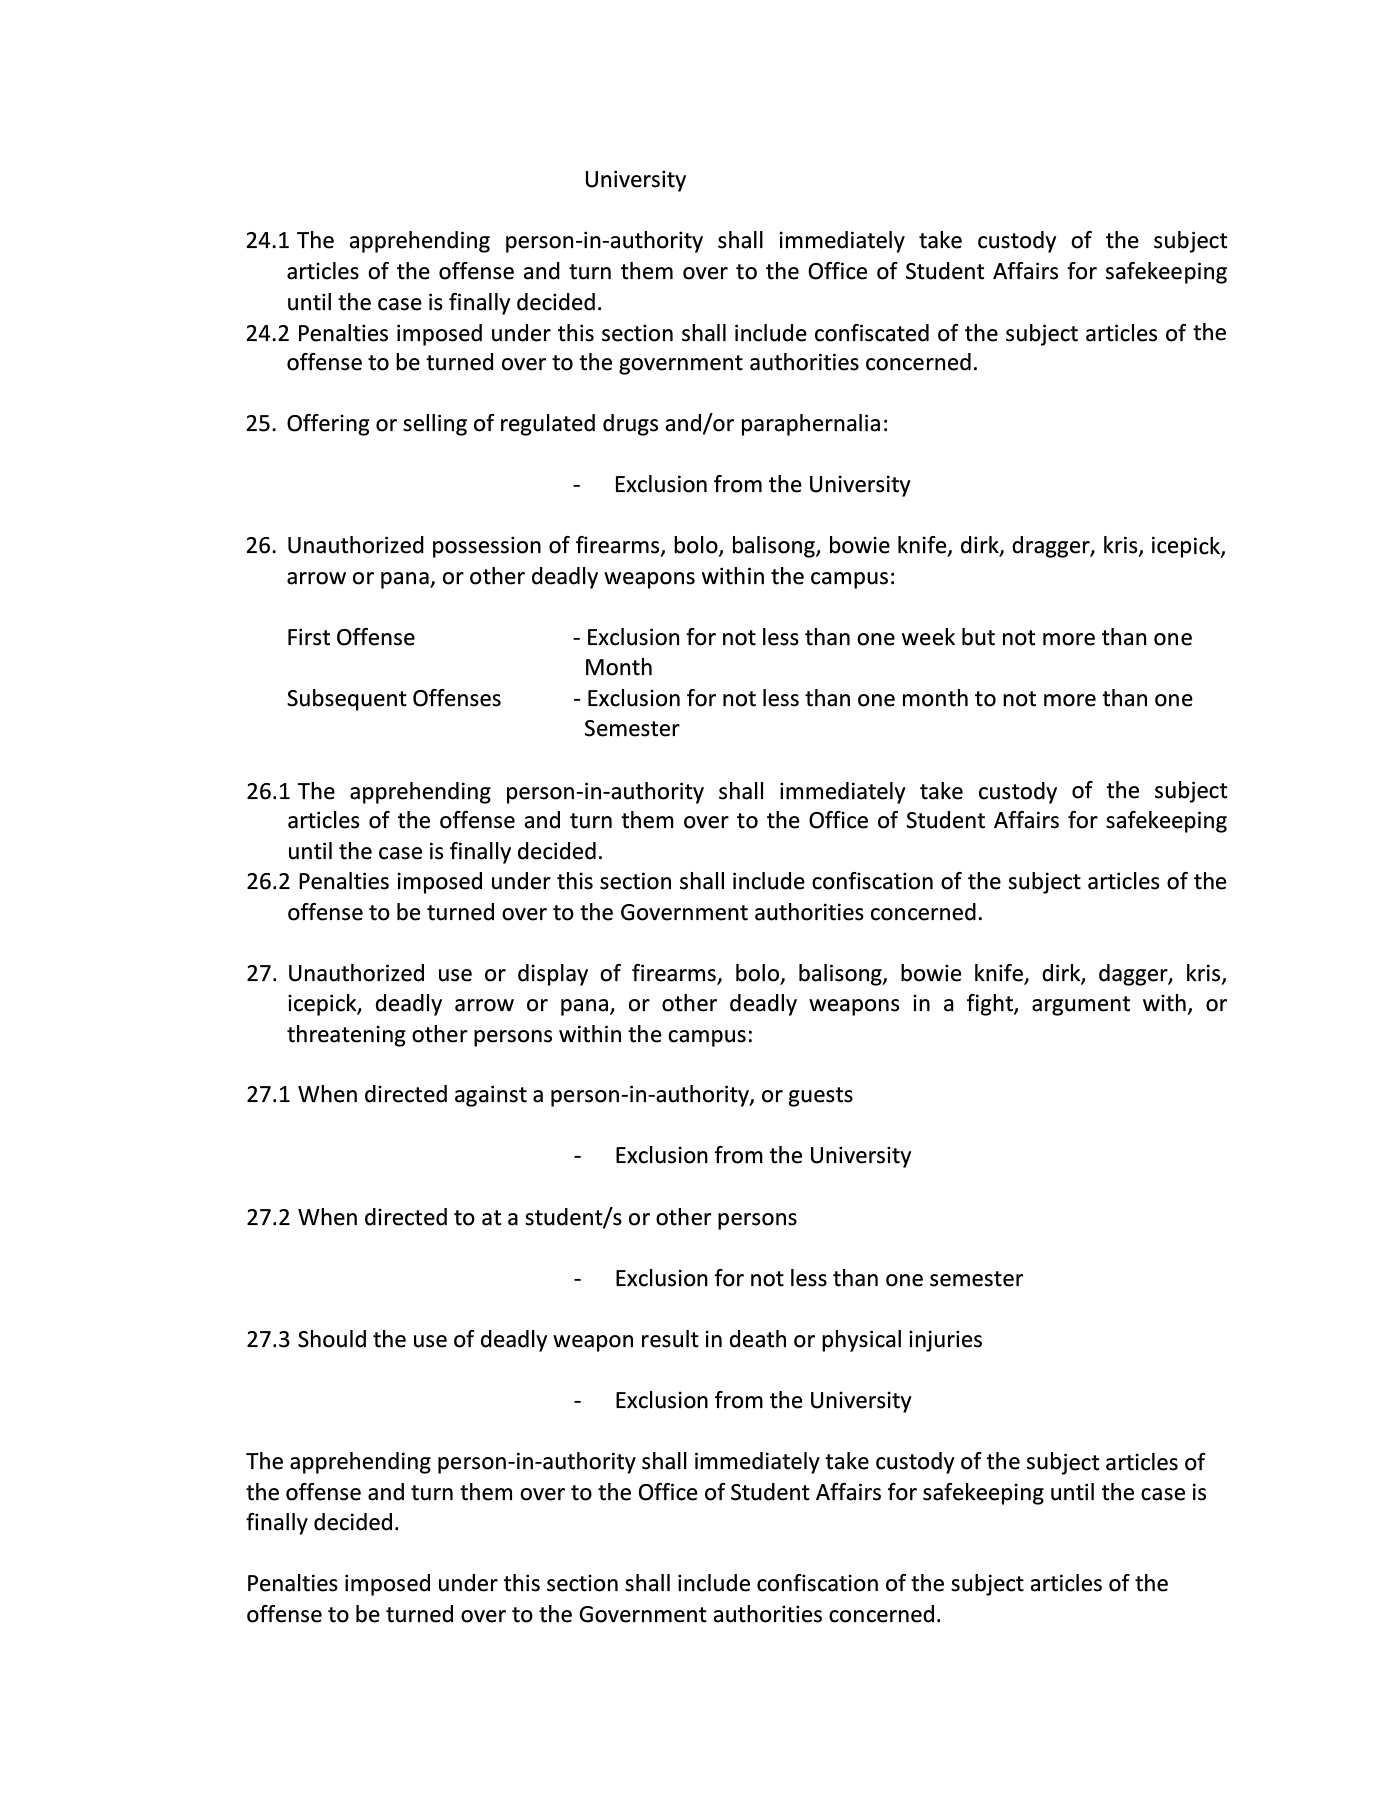 University
24.1 The apprehending person-in-authority shall immediately take custody of the subject
articles of the offense and turn them over to the Office of Student Affairs for safekeeping
until the case is finally decided.
24.2 Penalties imposed under this section shall include confiscated of the subject articles of the
offense to be turned over to the government authorities concerned.
25. Offering or selling of regulated drugs and/or paraphernalia:
- Exclusion from the University
26. Unauthorized possession of firearms, bolo, balisong, bowie knife, dirk, dragger, kris, icepick,
arrow or pana, or other deadly weapons within the campus:
First Offense - Exclusion for not less than one week but not more than one
Month
Subsequent Offenses - Exclusion for not less than one month to not more than one
Semester
26.1 The apprehending person-in-authority shall immediately take custody of the subject
articles of the offense and turn them over to the Office of Student Affairs for safekeeping
until the case is finally decided.
26.2 Penalties imposed under this section shall include confiscation of the subject articles of the
offense to be turned over to the Government authorities concerned.
27. Unauthorized use or display of firearms, bolo, balisong, bowie knife, dirk, dagger, kris,
icepick, deadly arrow or pana, or other deadly weapons in a fight, argument with, or
threatening other persons within the campus:
27.1 When directed against a person-in-authority, or guests
- Exclusion from the University
27.2 When directed to at a student/s or other persons
- Exclusion for not less than one semester
27.3 Should the use of deadly weapon result in death or physical injuries
- Exclusion from the University
The apprehending person-in-authority shall immediately take custody of the subject articles of
the offense and turn them over to the Office of Student Affairs for safekeeping until the case is
finally decided.
Penalties imposed under this section shall include confiscation of the subject articles of the
offense to be turned over to the Government authorities concerned.